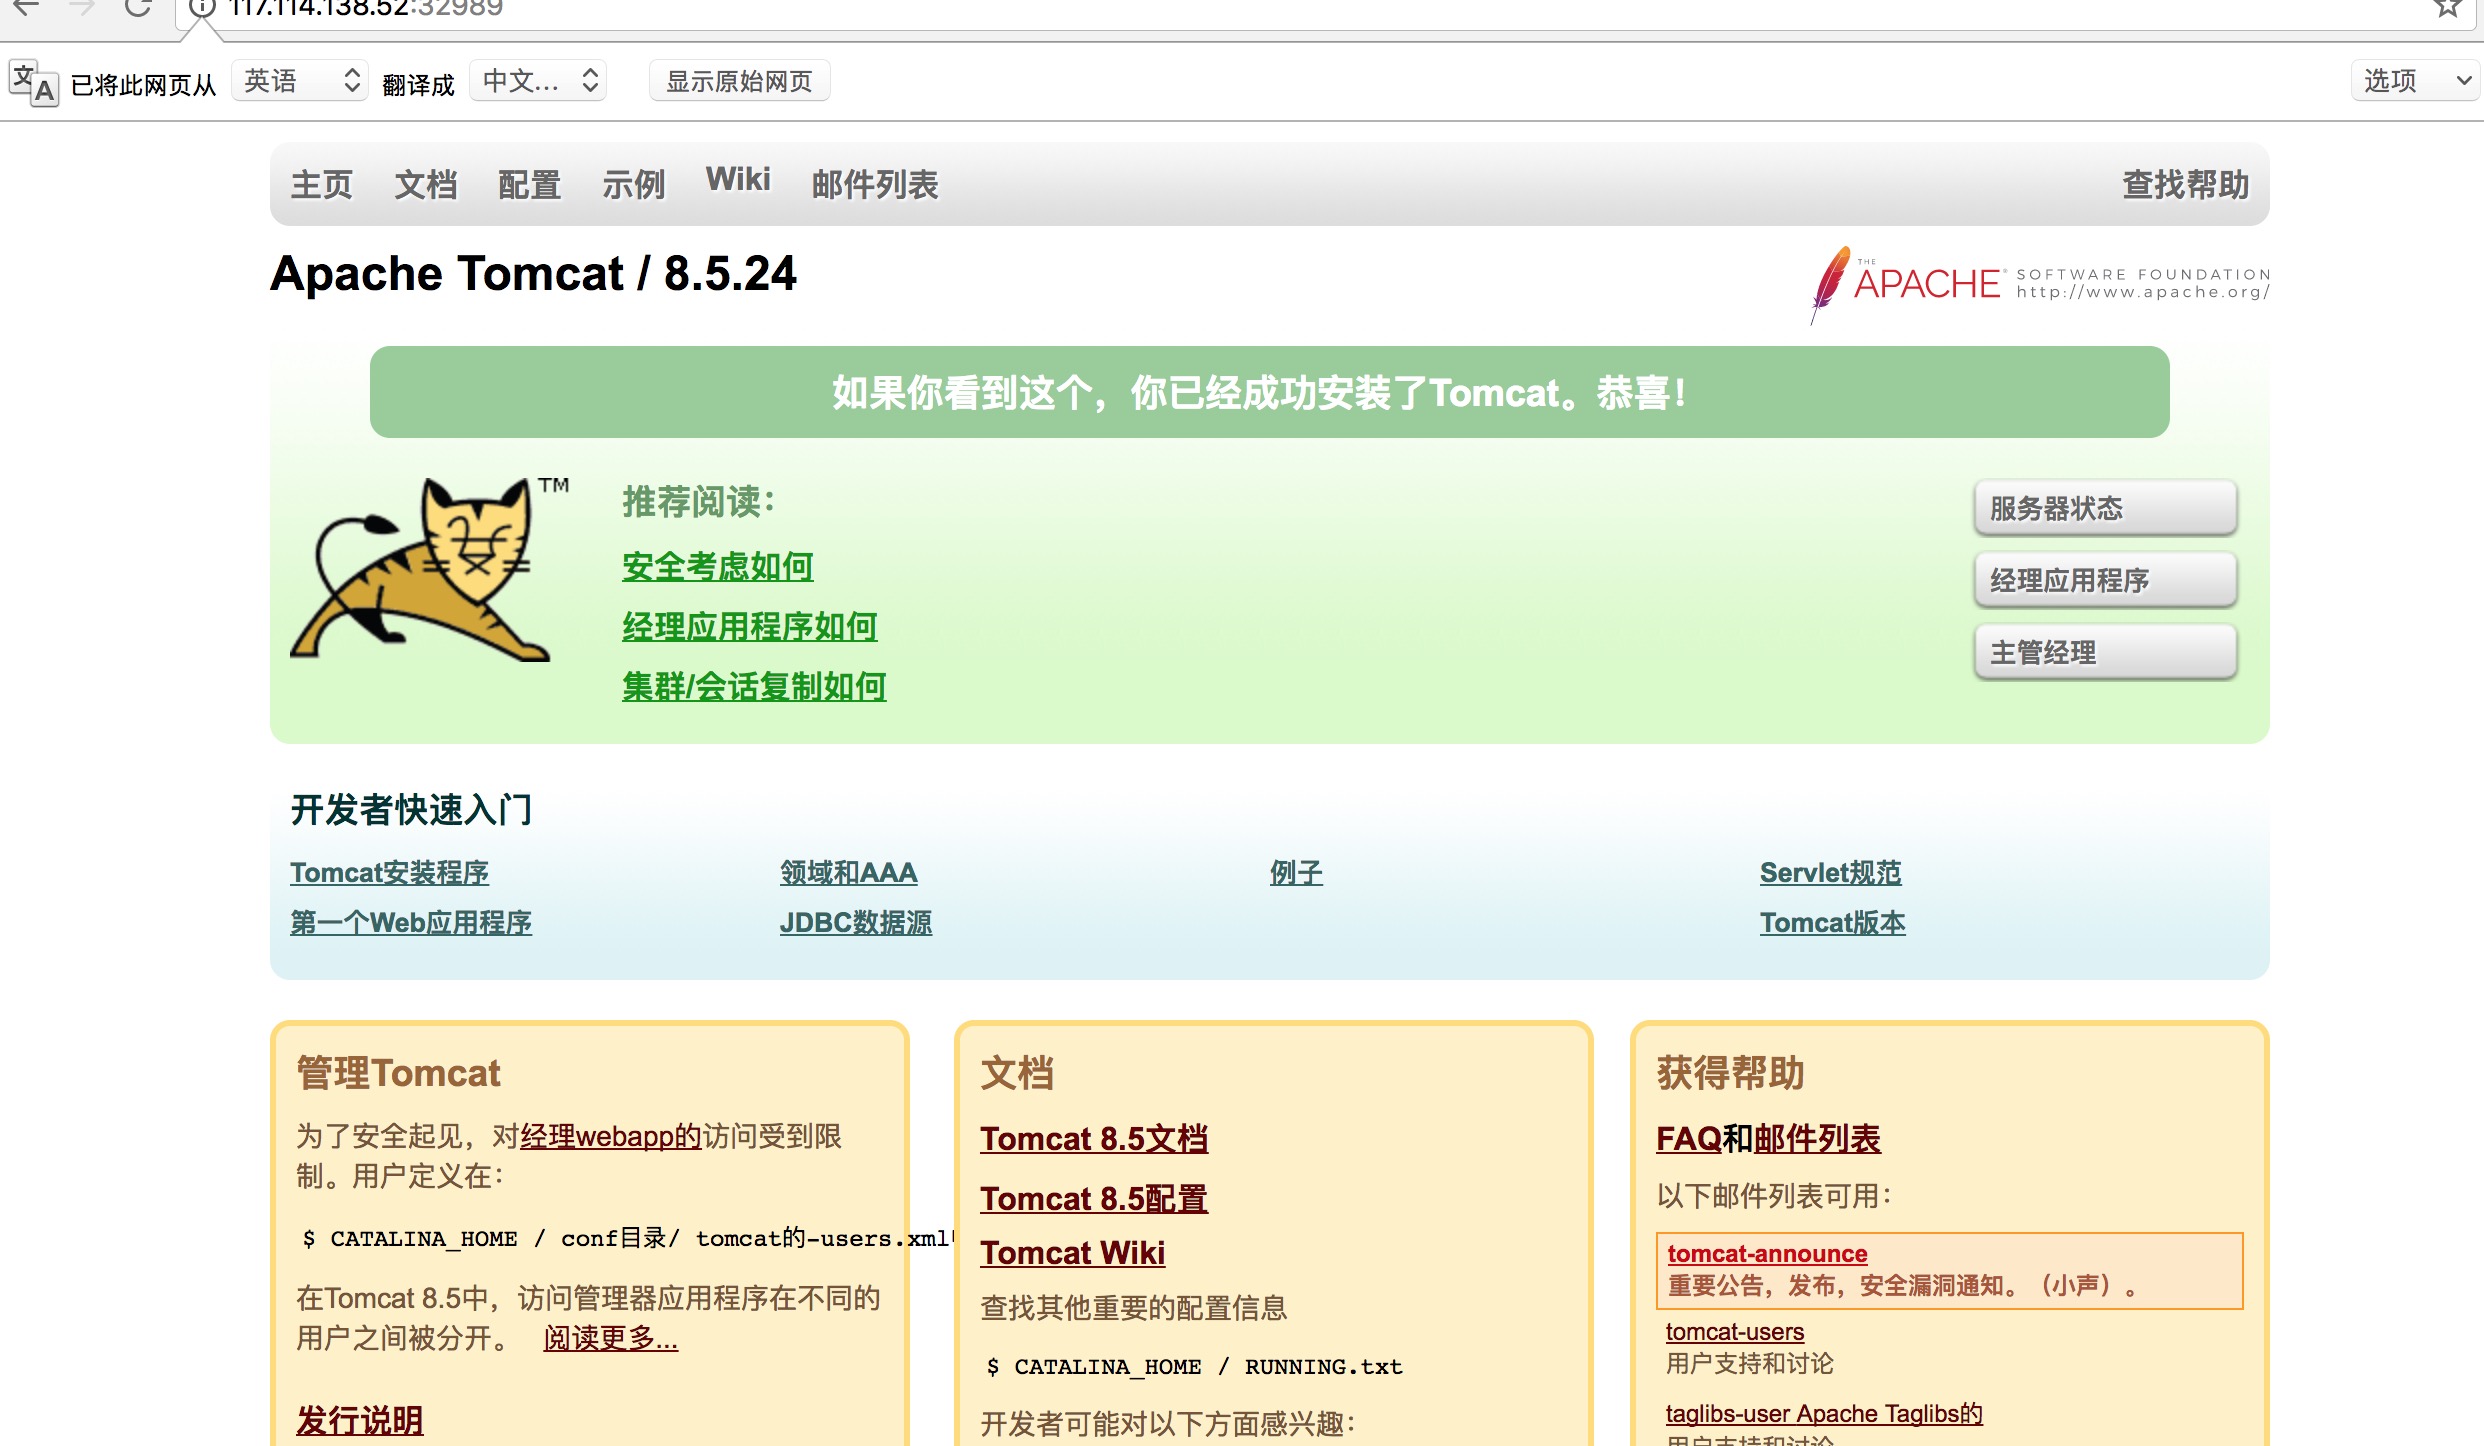 117.114.138.52:32989
已将此网页从 英语 翻译成 中文... 显示原始网页 选项
主页 文档 配置 示例 Wiki 邮件列表 查找帮助
Apache Tomcat / 8.5.24
THE APACHE® SOFTWARE FOUNDATION
http://www.apache.org/
如果你看到这个，你已经成功安装了Tomcat。恭喜！
TM
推荐阅读：
安全考虑如何
经理应用程序如何
集群/会话复制如何
服务器状态
经理应用程序
主管经理
开发者快速入门
Tomcat安装程序 领域和AAA 例子 Servlet规范
第一个Web应用程序 JDBC数据源 Tomcat版本
管理Tomcat
为了安全起见，对经理webapp的访问受到限
制。用户定义在：
$ CATALINA_HOME / conf目录/ tomcat的-users.xml
在Tomcat 8.5中，访问管理器应用程序在不同的
用户之间被分开。 阅读更多...
发行说明
文档
Tomcat 8.5文档
Tomcat 8.5配置
Tomcat Wiki
查找其他重要的配置信息
$ CATALINA_HOME / RUNNING.txt
开发者可能对以下方面感兴趣：
获得帮助
FAQ和邮件列表
以下邮件列表可用：
tomcat-announce
重要公告，发布，安全漏洞通知。（小声）。
tomcat-users
用户支持和讨论
taglibs-user Apache Taglibs的
用户支持和讨论